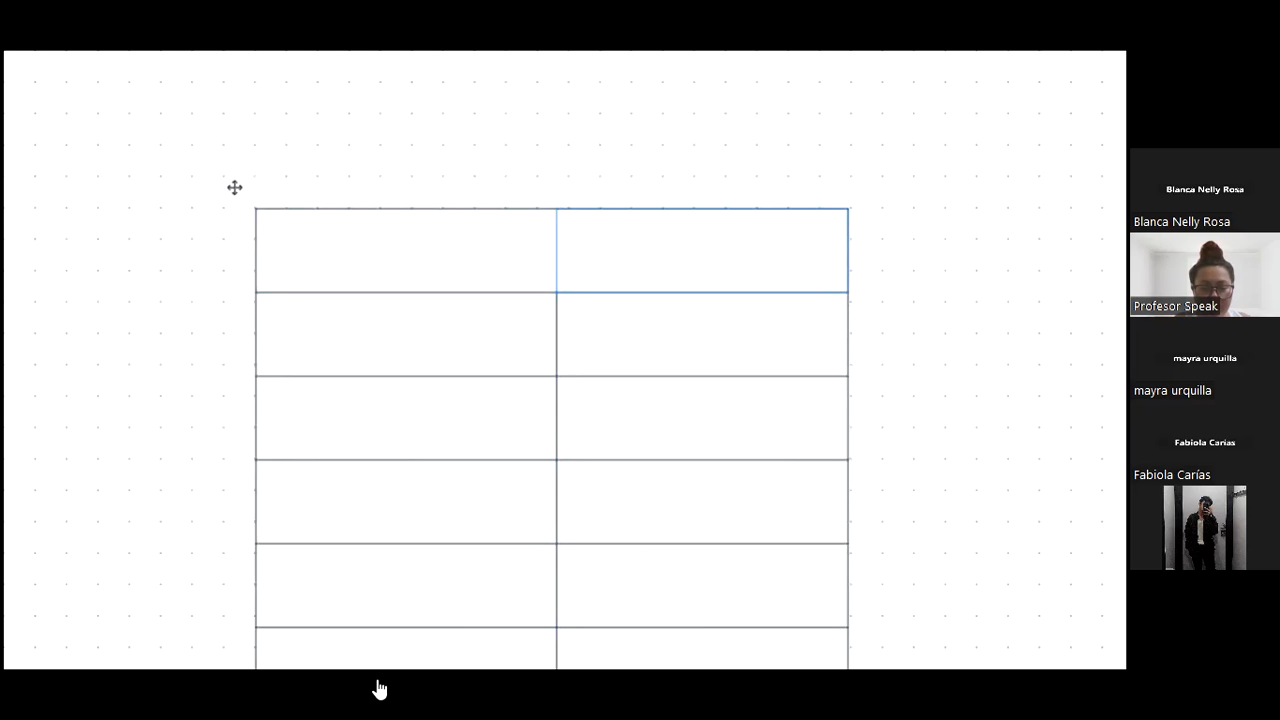 Blanca Nelly Rosa
Blanca Nelly Rosa
Profesor Speak
mayra urquilla
mayra urquilla
Fabiola Carías
Fabiola Carías